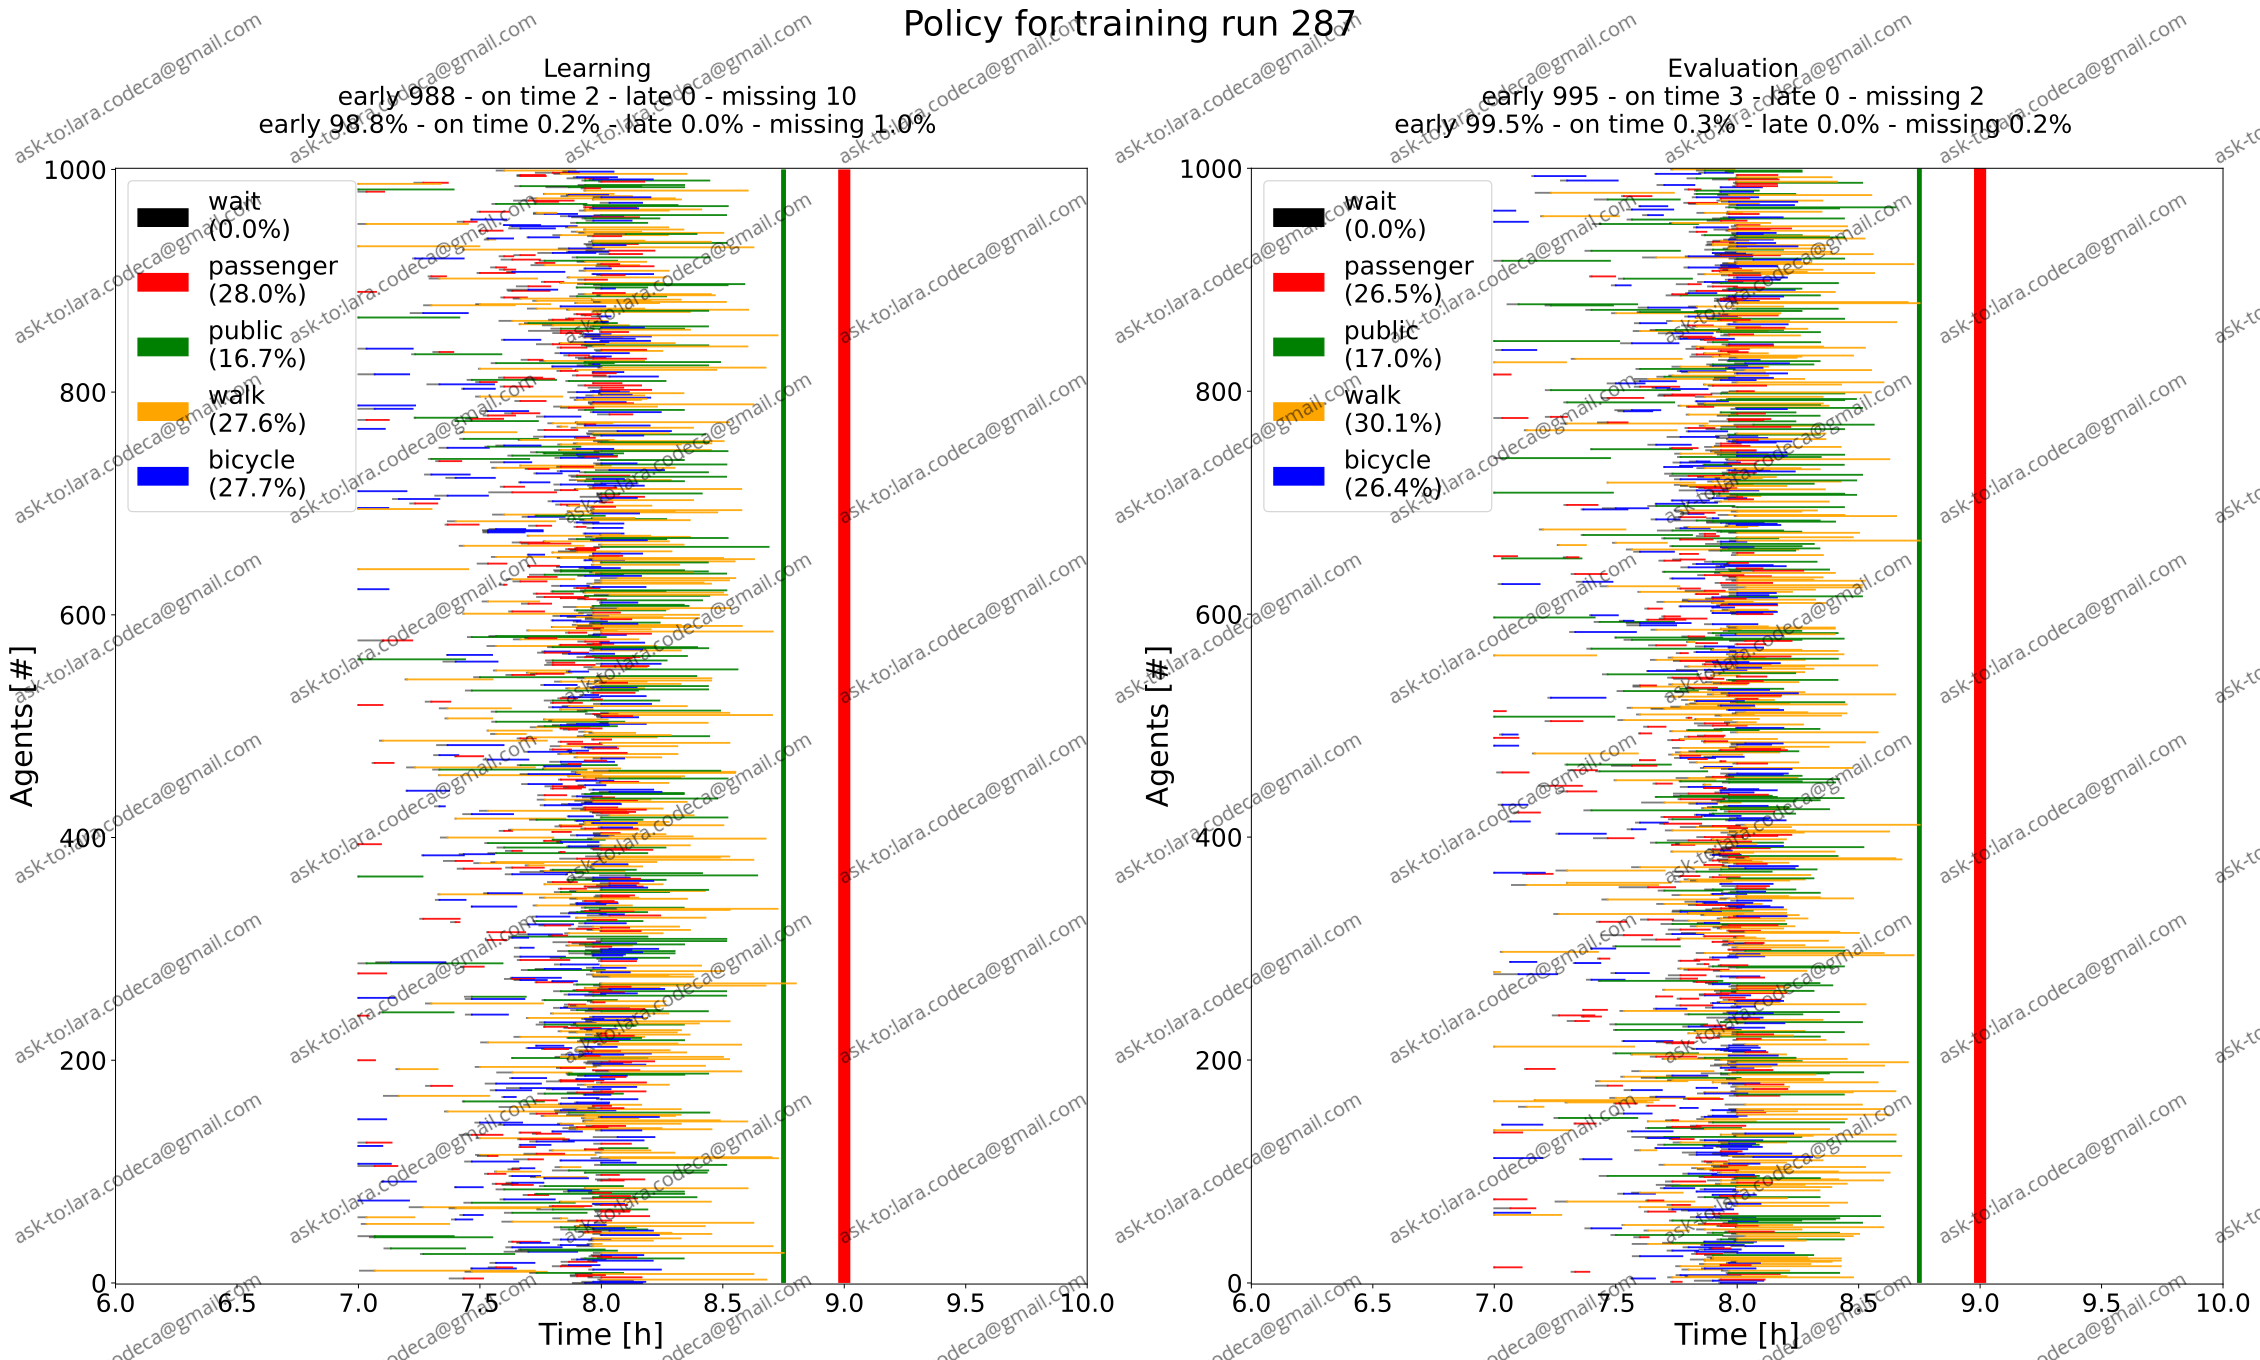 Policy for training run 287
Learning
early 988 - on time 2 - late 0 - missing 10
early 98.8% - on time 0.2% - late 0.0% - missing 1.0%
1000
800
600
400
200
0
Agents [#]
wait
(0.0%)
passenger
(28.0%)
public
(16.7%)
walk
(27.6%)
bicycle
(27.7%)
6.0 6.5 7.0 7.5 8.0 8.5 9.0 9.5 10.0
Time [h]
Evaluation
early 995 - on time 3 - late 0 - missing 2
early 99.5% - on time 0.3% - late 0.0% - missing 0.2%
1000
800
600
400
200
0
Agents [#]
wait
(0.0%)
passenger
(26.5%)
public
(17.0%)
walk
(30.1%)
bicycle
(26.4%)
6.0 6.5 7.0 7.5 8.0 8.5 9.0 9.5 10.0
Time [h]
ask-to:lara.codeca@gmail.com